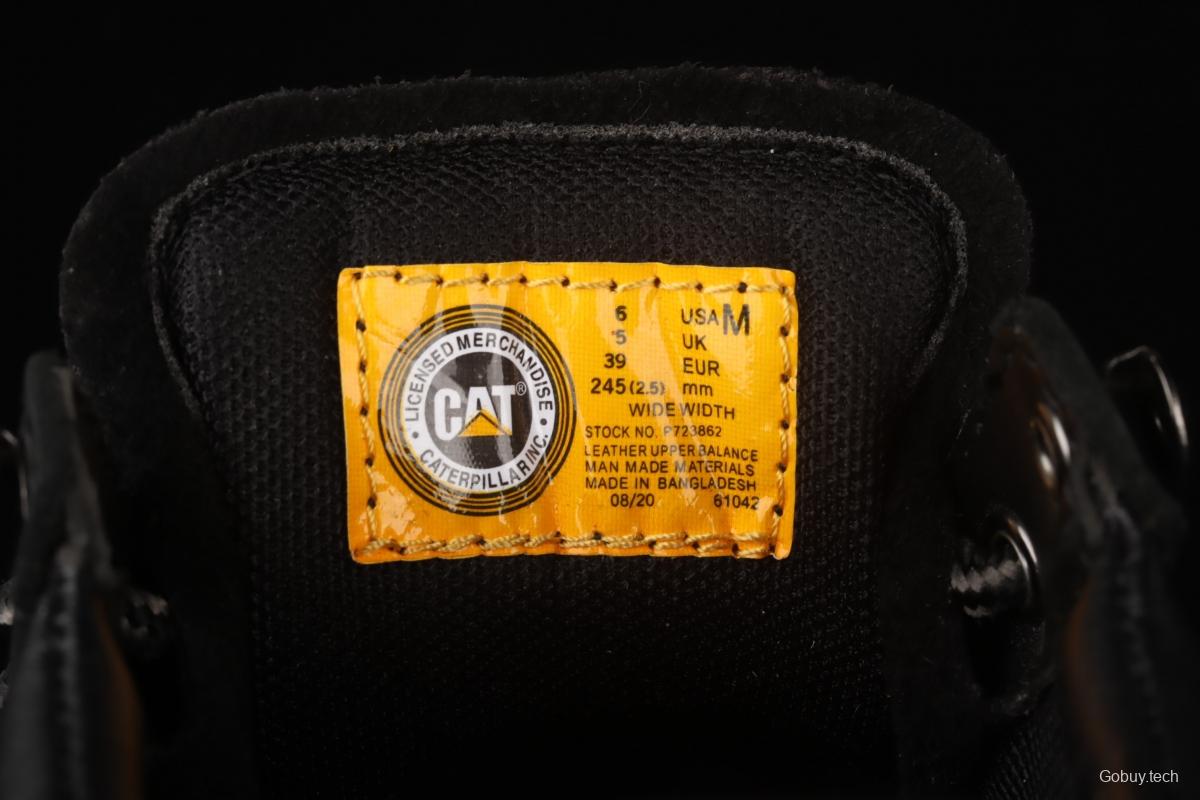 LICENSED MERCHANDISE
CAT®
CATERPILLAR INC.
6 USA M
5 UK
39 EUR
245 (2.5) mm
WIDE WIDTH
STOCK NO. P723862
LEATHER UPPER BALANCE
MAN MADE MATERIALS
MADE IN BANGLADESH
08/20 61042
Gobuy.tech